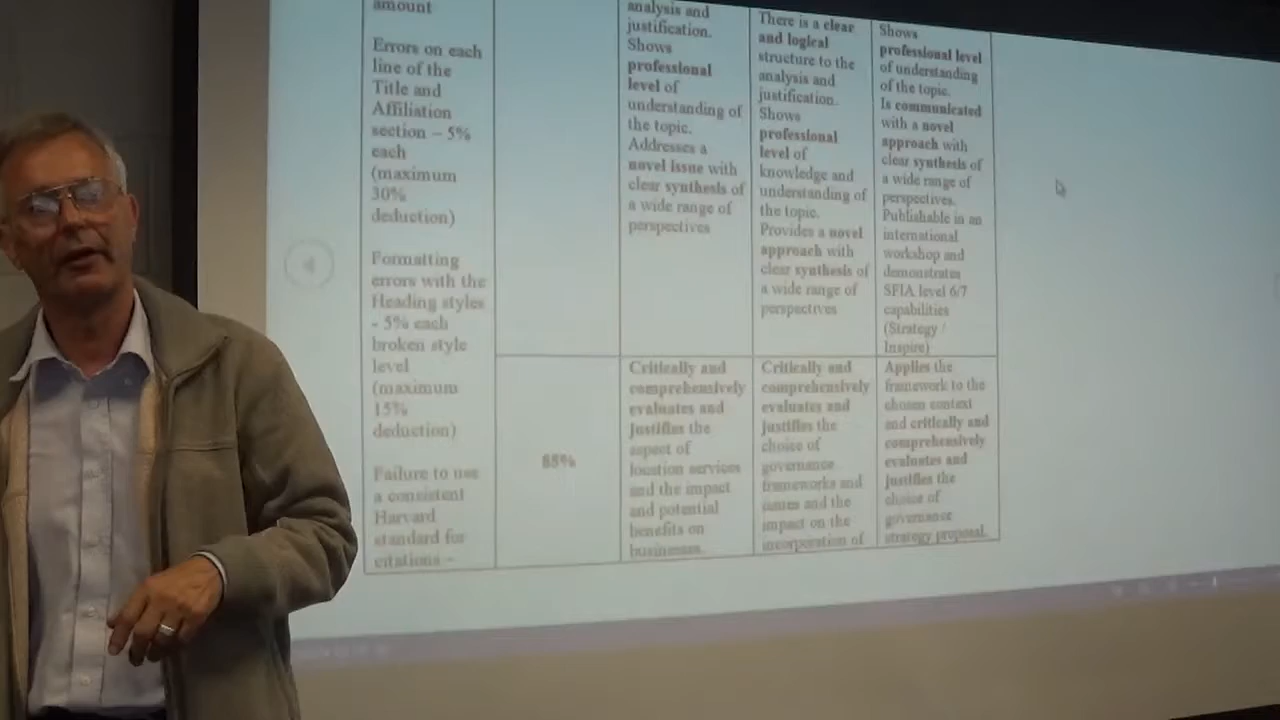 amount
Errors on each
line of the
Title and
Affiliation
section – 5%
each
(maximum
30%
deduction)
Formatting
errors with the
Heading styles
- 5% each
broken style
level
(maximum
15%
deduction)
Failure to use
a consistent
Harvard
standard for
citations –
analysis and
justification.
Shows
professional
level of
understanding of
the topic.
Addresses a
novel issue with
clear synthesis of
a wide range of
perspectives
There is a clear
and logical
structure to the
analysis and
justification.
Shows
professional
level of
knowledge and
understanding of
the topic.
Provides a novel
approach with
clear synthesis of
a wide range of
perspectives
Shows
professional level
of understanding
of the topic.
Is communicated
with a novel
approach with
clear synthesis of
a wide range of
perspectives.
Publishable in an
international
workshop and
demonstrates
SFIA level 6/7
capabilities
(Strategy /
Inspire)
Critically and
comprehensively
evaluates and
justifies the
aspect of
location services
and the impact
and potential
benefits on
businesses.
Critically and
comprehensively
evaluates and
justifies the
choice of
governance
frameworks and
and the
impact on the
incorporation of
Applies the
framework to the
chosen context
and critically and
comprehensively
evaluates and
justifies the
choice of
governance
strategy proposal.